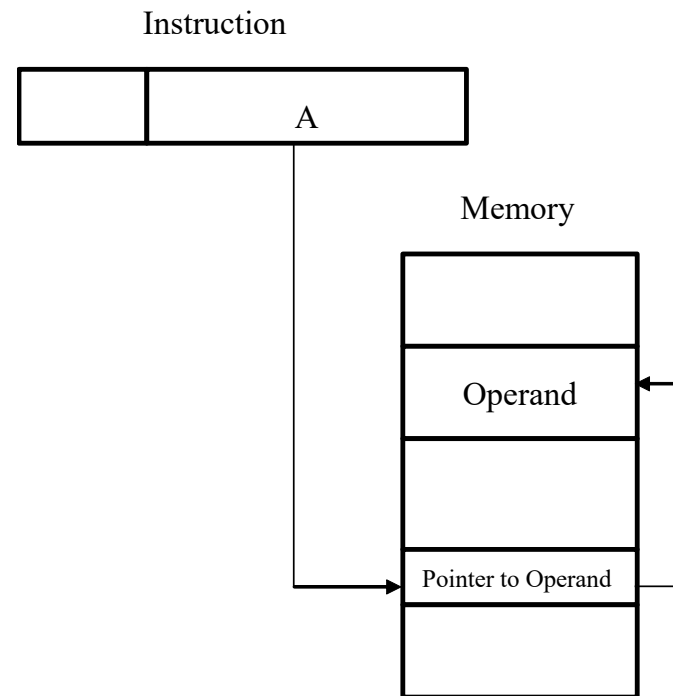 Instruction
A
Memory
Operand
Pointer to Operand